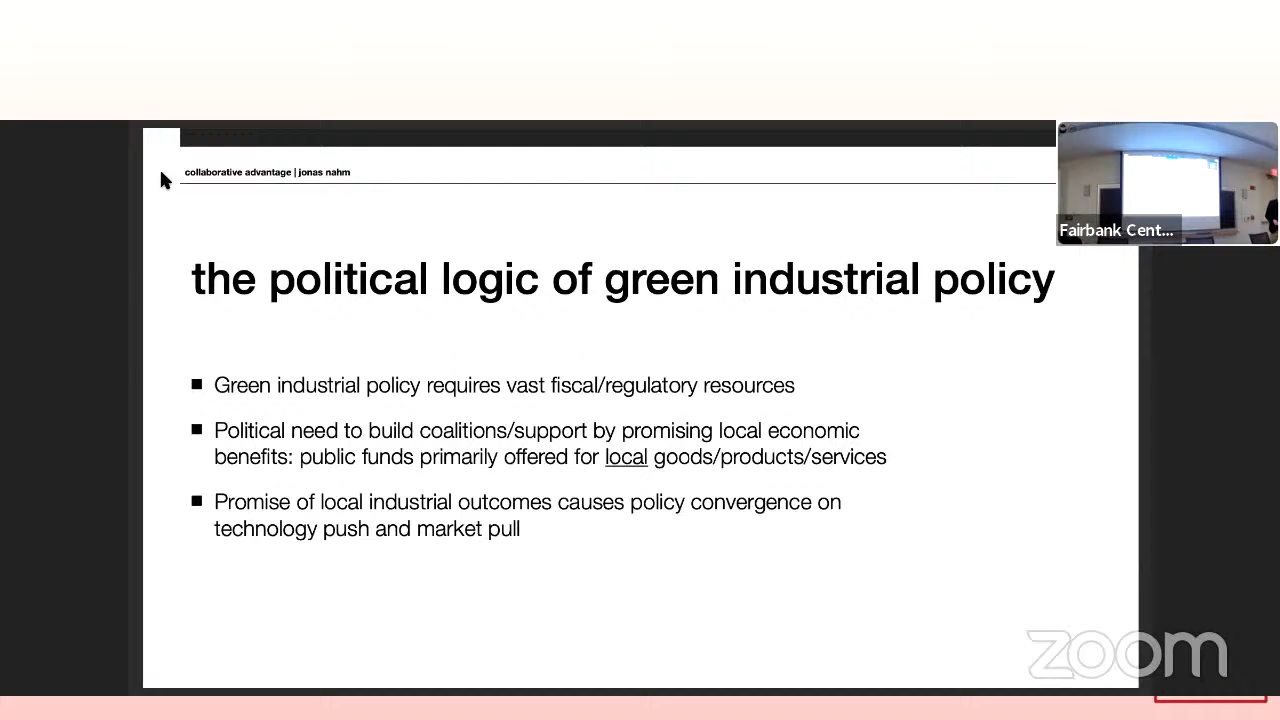 collaborative advantage | jonas nahm
Fairbank Cent...
the political logic of green industrial policy
Green industrial policy requires vast fiscal/regulatory resources
Political need to build coalitions/support by promising local economic
benefits: public funds primarily offered for local goods/products/services
Promise of local industrial outcomes causes policy convergence on
technology push and market pull
zoom